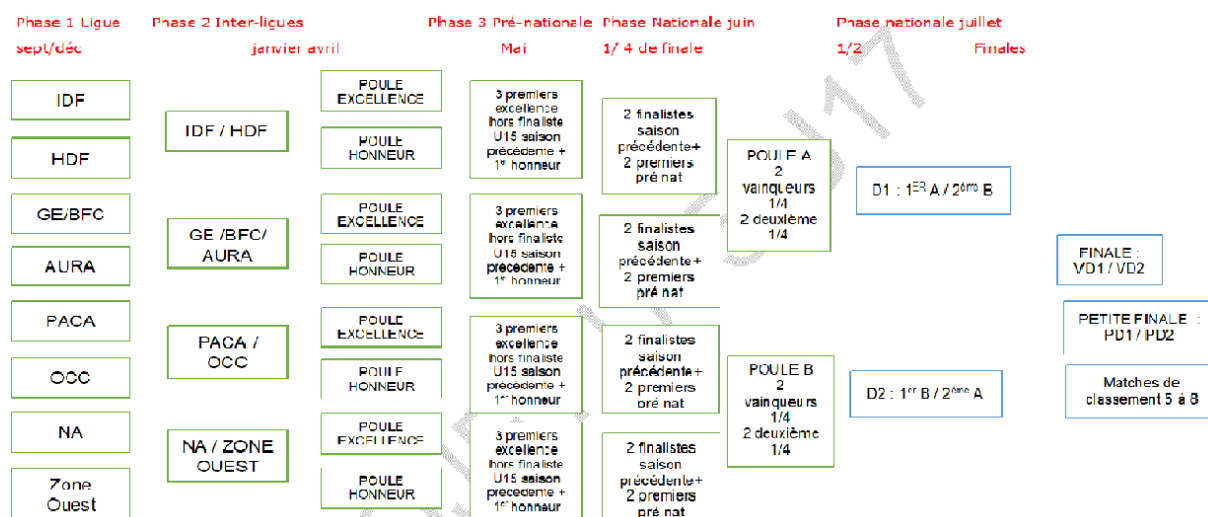 Phase 1 Ligue
sept/déc
Phase 2 Inter-ligues
janvier avril
Phase 3 Pré-nationale
Mai
Phase Nationale juin
1/ 4 de finale
Phase nationale juillet
1/2
Finales
IDF
HDF
GE/BFC
AURA
PACA
OCC
NA
Zone
Ouest
IDF / HDF
GE /BFC/
AURA
PACA /
OCC
NA / ZONE
OUEST
POULE
EXCELLENCE
POULE
HONNEUR
POULE
EXCELLENCE
POULE
HONNEUR
POULE
EXCELLENCE
POULE
HONNEUR
POULE
EXCELLENCE
POULE
HONNEUR
3 premiers
excellence
hors finaliste
U15 saison
précédente +
1er honneur
3 premiers
excellence
hors finaliste
U15 saison
précédente +
1er honneur
3 premiers
excellence
hors finaliste
U15 saison
précédente +
1er honneur
3 premiers
excellence
hors finaliste
U15 saison
précédente +
1er honneur
2 finalistes
saison
précédente+
2 premiers
pré nat
2 finalistes
saison
précédente+
2 premiers
pré nat
2 finalistes
saison
précédente+
2 premiers
pré nat
2 finalistes
saison
précédente+
2 premiers
pré nat
POULE A
2
vainqueurs
1/4
2 deuxième
1/4
POULE B
2
vainqueurs
1/4
2 deuxième
1/4
D1 : 1ER A / 2ème B
D2 : 1er B / 2ème A
FINALE :
VD1 / VD2
PETITE FINALE :
PD1 / PD2
Matches de
classement 5 à 8